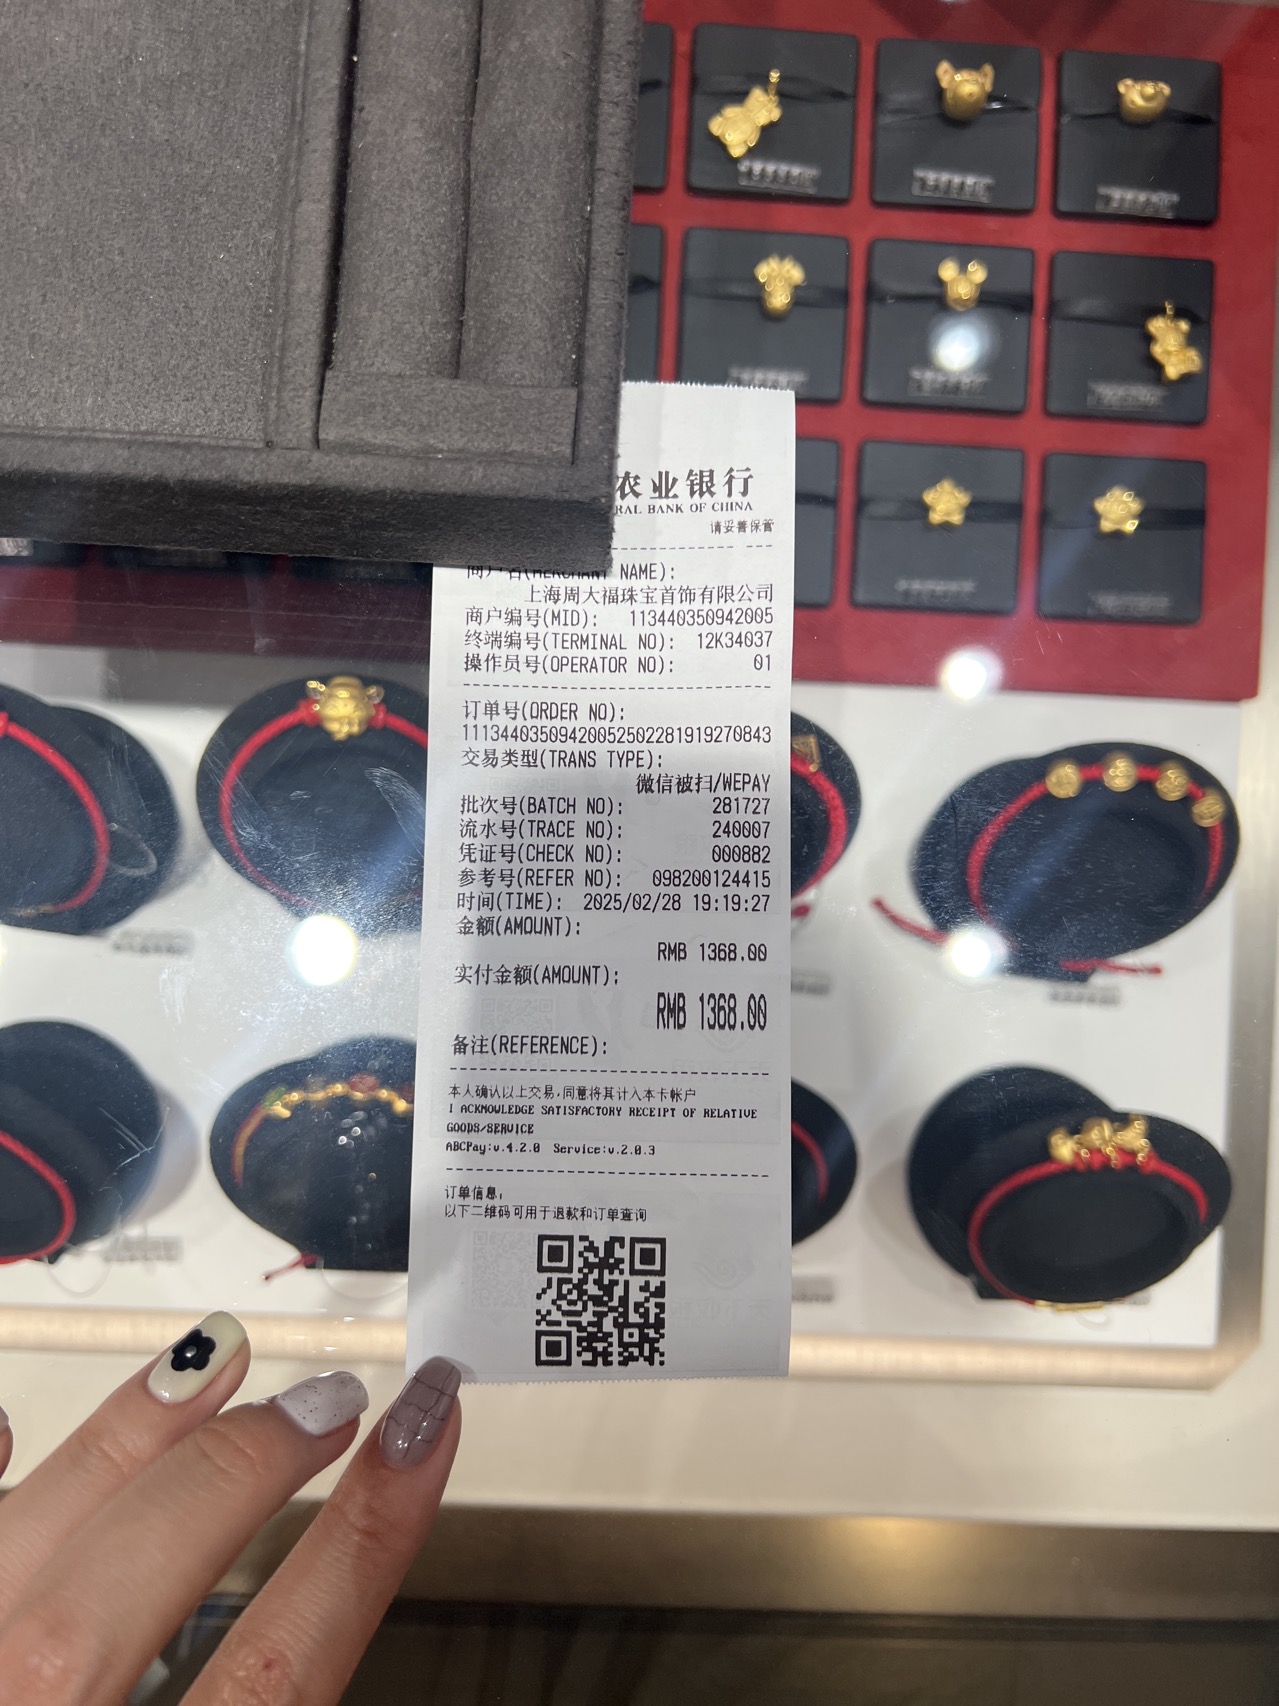 农业银行
RAL BANK OF CHINA
请妥善保管
商户名(MERCHANT NAME):
上海周大福珠宝首饰有限公司
商户编号(MID): 113440350942005
终端编号(TERMINAL NO): 12K34037
操作员号(OPERATOR NO): 01
订单号(ORDER NO):
11134403509420052502281919270843
交易类型(TRANS TYPE):
微信被扫/WEPAY
批次号(BATCH NO): 281727
流水号(TRACE NO): 240007
凭证号(CHECK NO): 000882
参考号(REFER NO): 098200124415
时间(TIME): 2025/02/28 19:19:27
金额(AMOUNT):
RMB 1368.00
实付金额(AMOUNT):
RMB 1368.00
备注(REFERENCE):
本人确认以上交易,同意将其计入本卡帐户
I ACKNOWLEDGE SATISFACTORY RECEIPT OF RELATIVE
GOODS/SERVICE
ABCPay:v.4.2.0 Service:v.2.0.3
订单信息,
以下二维码可用于退款和订单查询